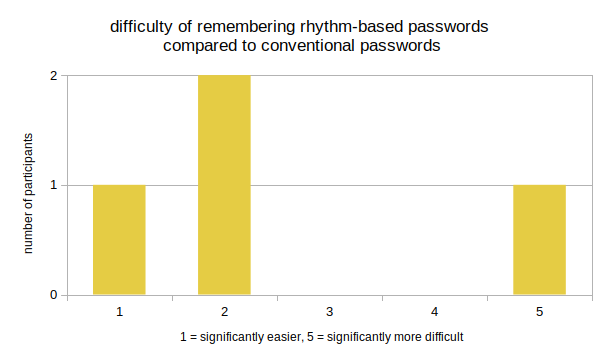 difficulty of remembering rhythm-based passwords
compared to conventional passwords
number of participants
2
1
0
1 2 3 4 5
1 = significantly easier, 5 = significantly more difficult